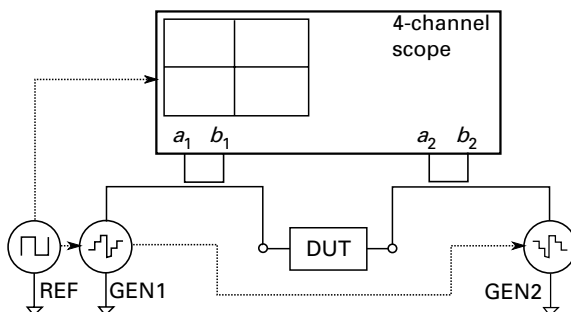 4-channel
scope
a1 b1 a2 b2
DUT
REF GEN1 GEN2